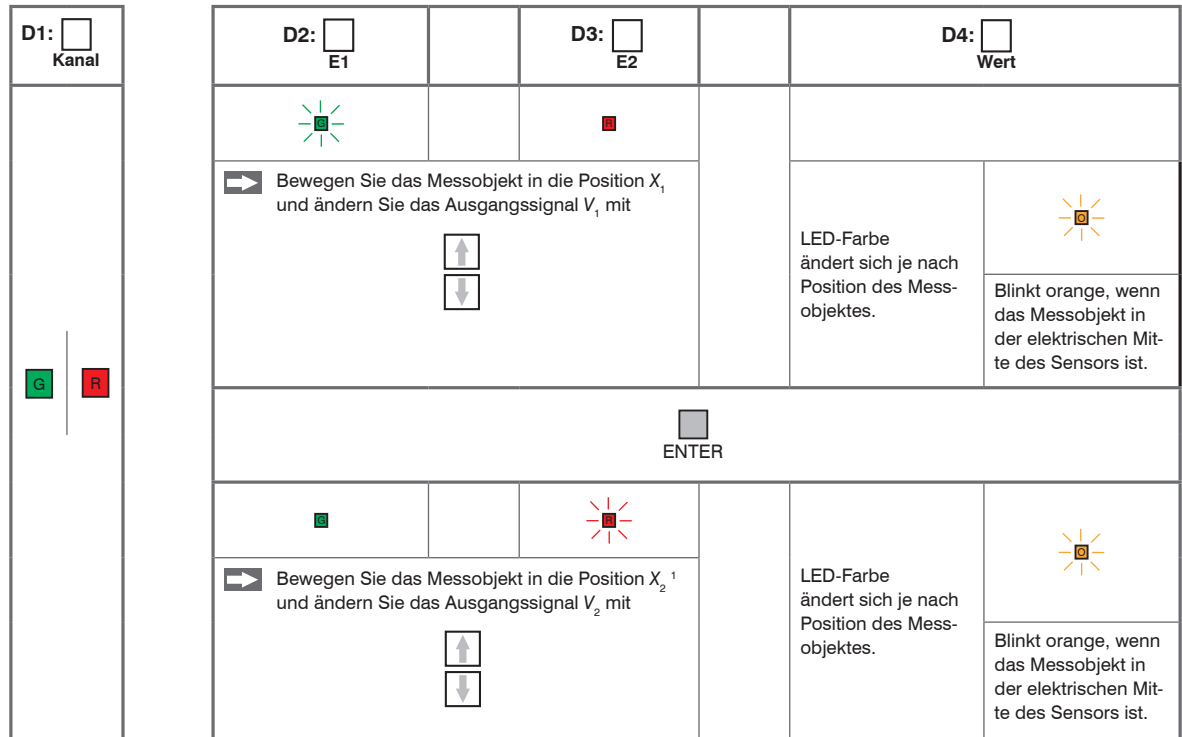 D1:
Kanal
D2:
E1
D3:
E2
D4:
Wert
G
R
Bewegen Sie das Messobjekt in die Position X1
und ändern Sie das Ausgangssignal V1 mit
LED-Farbe
ändert sich je nach
Position des Mess-
objektes.
O
Blinkt orange, wenn
das Messobjekt in
der elektrischen Mit-
te des Sensors ist.
G
R
ENTER
G
R
Bewegen Sie das Messobjekt in die Position X2 1
und ändern Sie das Ausgangssignal V2 mit
LED-Farbe
ändert sich je nach
Position des Mess-
objektes.
O
Blinkt orange, wenn
das Messobjekt in
der elektrischen Mit-
te des Sensors ist.